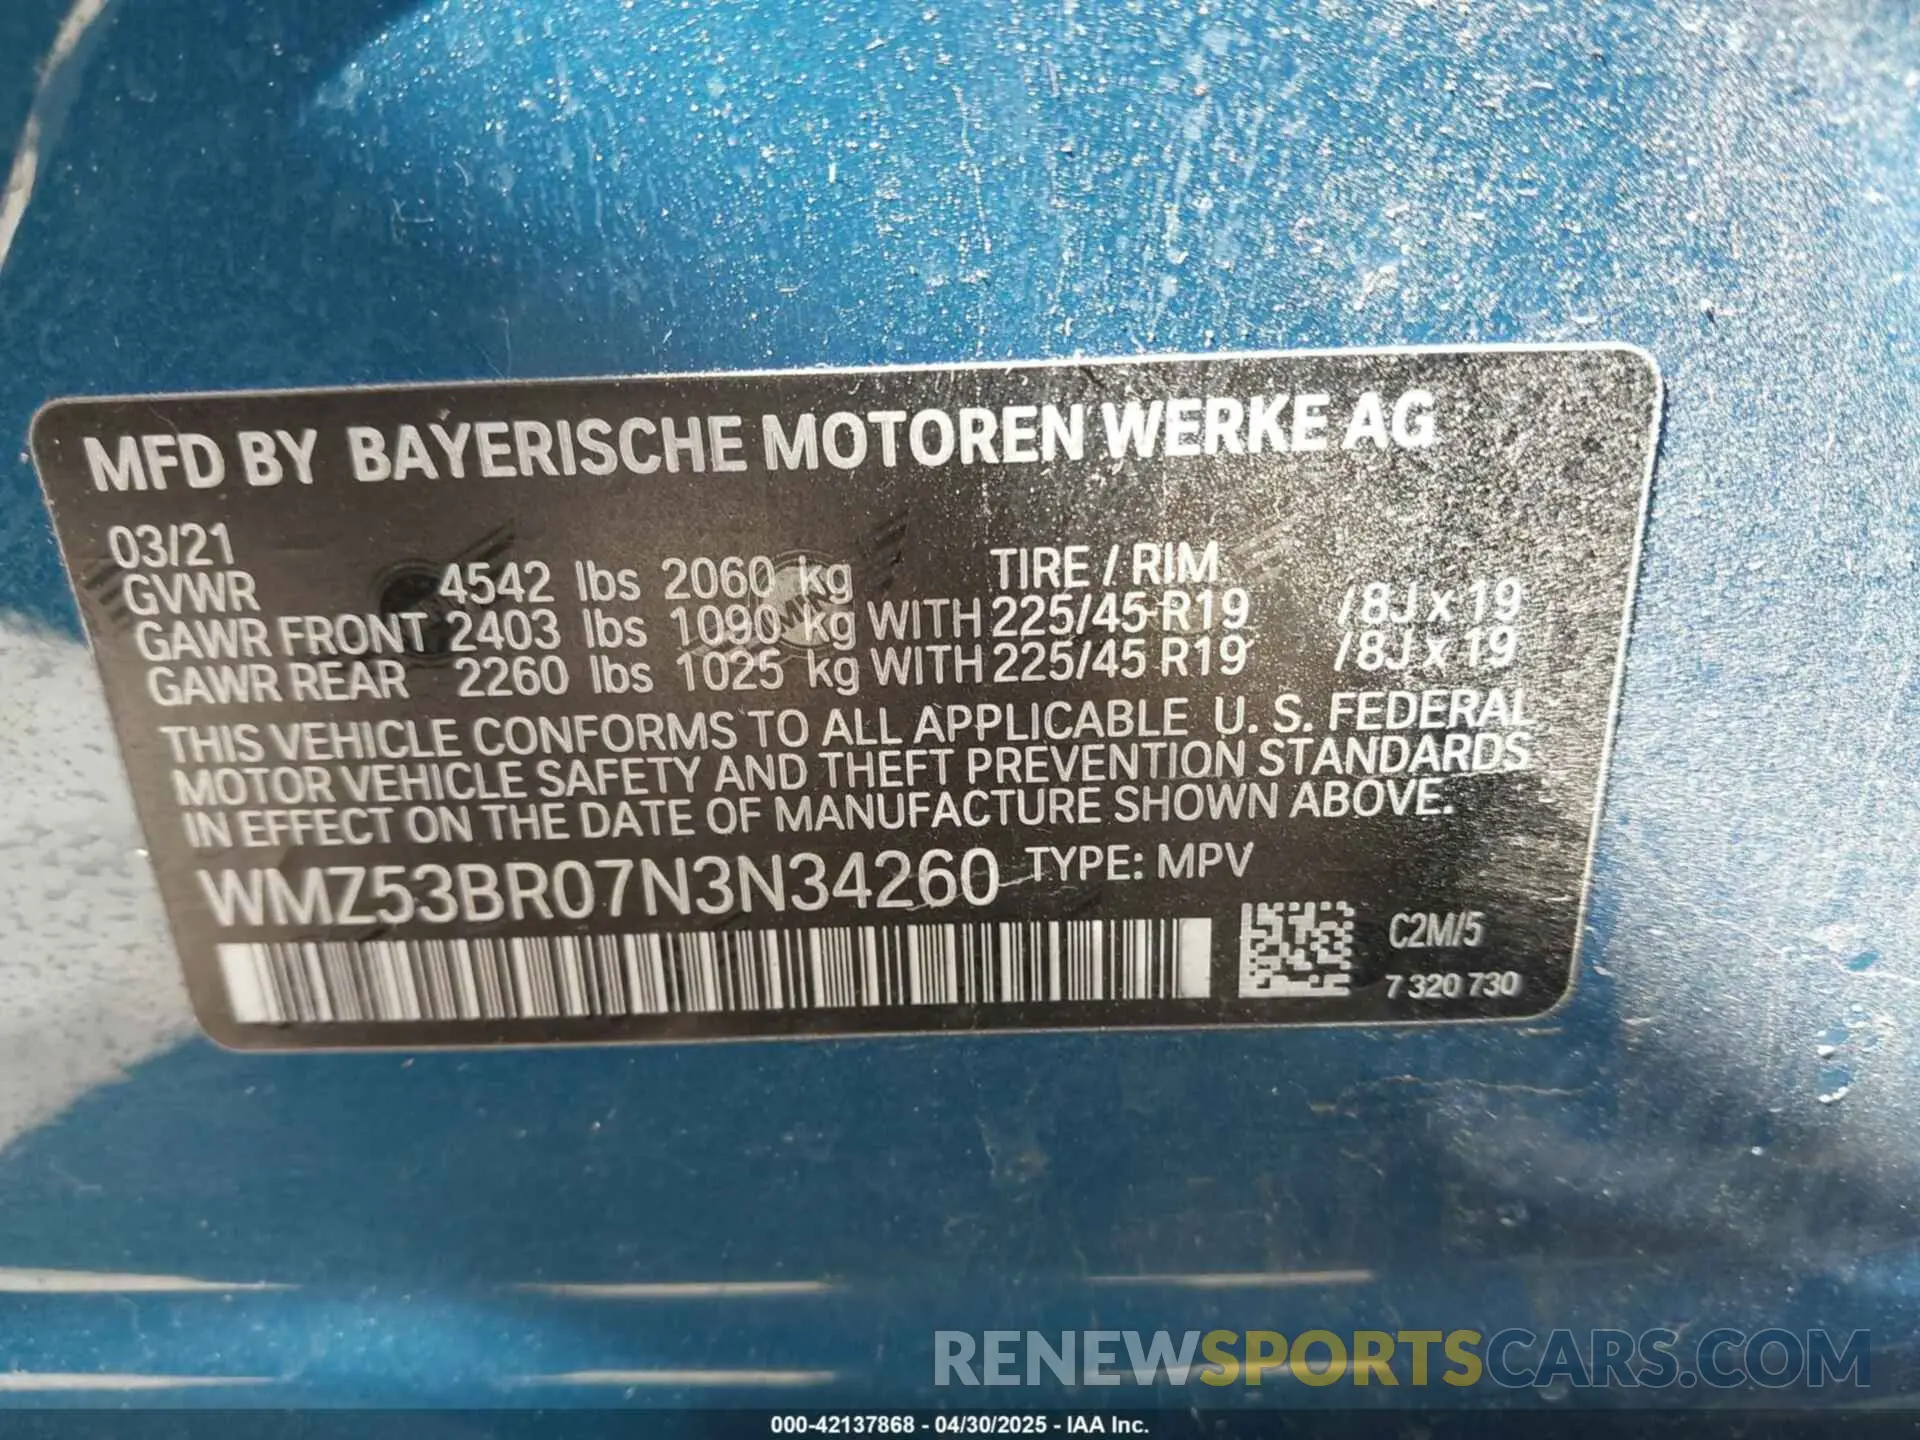 MFD BY BAYERISCHE MOTOREN WERKE AG
03/21
GVWR 4542 lbs 2060 kg TIRE / RIM
GAWR FRONT 2403 lbs 1090 kg WITH 225/45 R19 /8J x 19
GAWR REAR 2260 lbs 1025 kg WITH 225/45 R19 /8J x 19
THIS VEHICLE CONFORMS TO ALL APPLICABLE U. S. FEDERAL
MOTOR VEHICLE SAFETY AND THEFT PREVENTION STANDARDS
IN EFFECT ON THE DATE OF MANUFACTURE SHOWN ABOVE.
WMZ53BR07N3N34260 TYPE: MPV
C2M/5
7 320 730
RENEWSPORTSCARS.COM
000-42137868 - 04/30/2025 - IAA Inc.